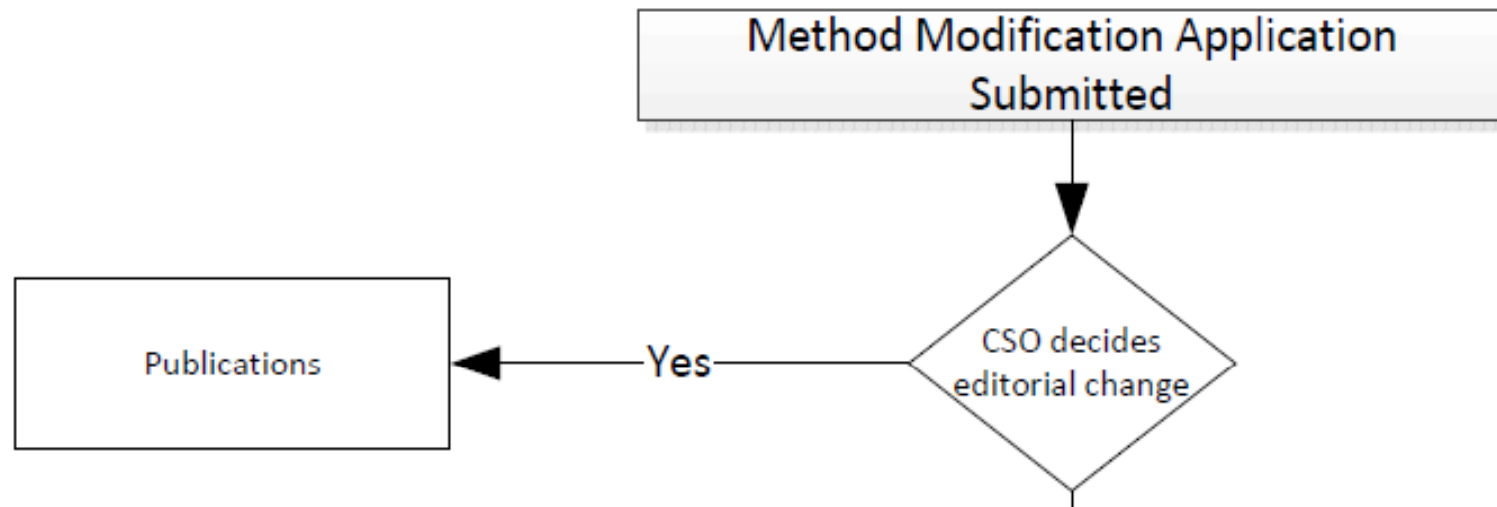 Method Modification Application
Submitted
CSO decides
editorial change
Yes
Publications